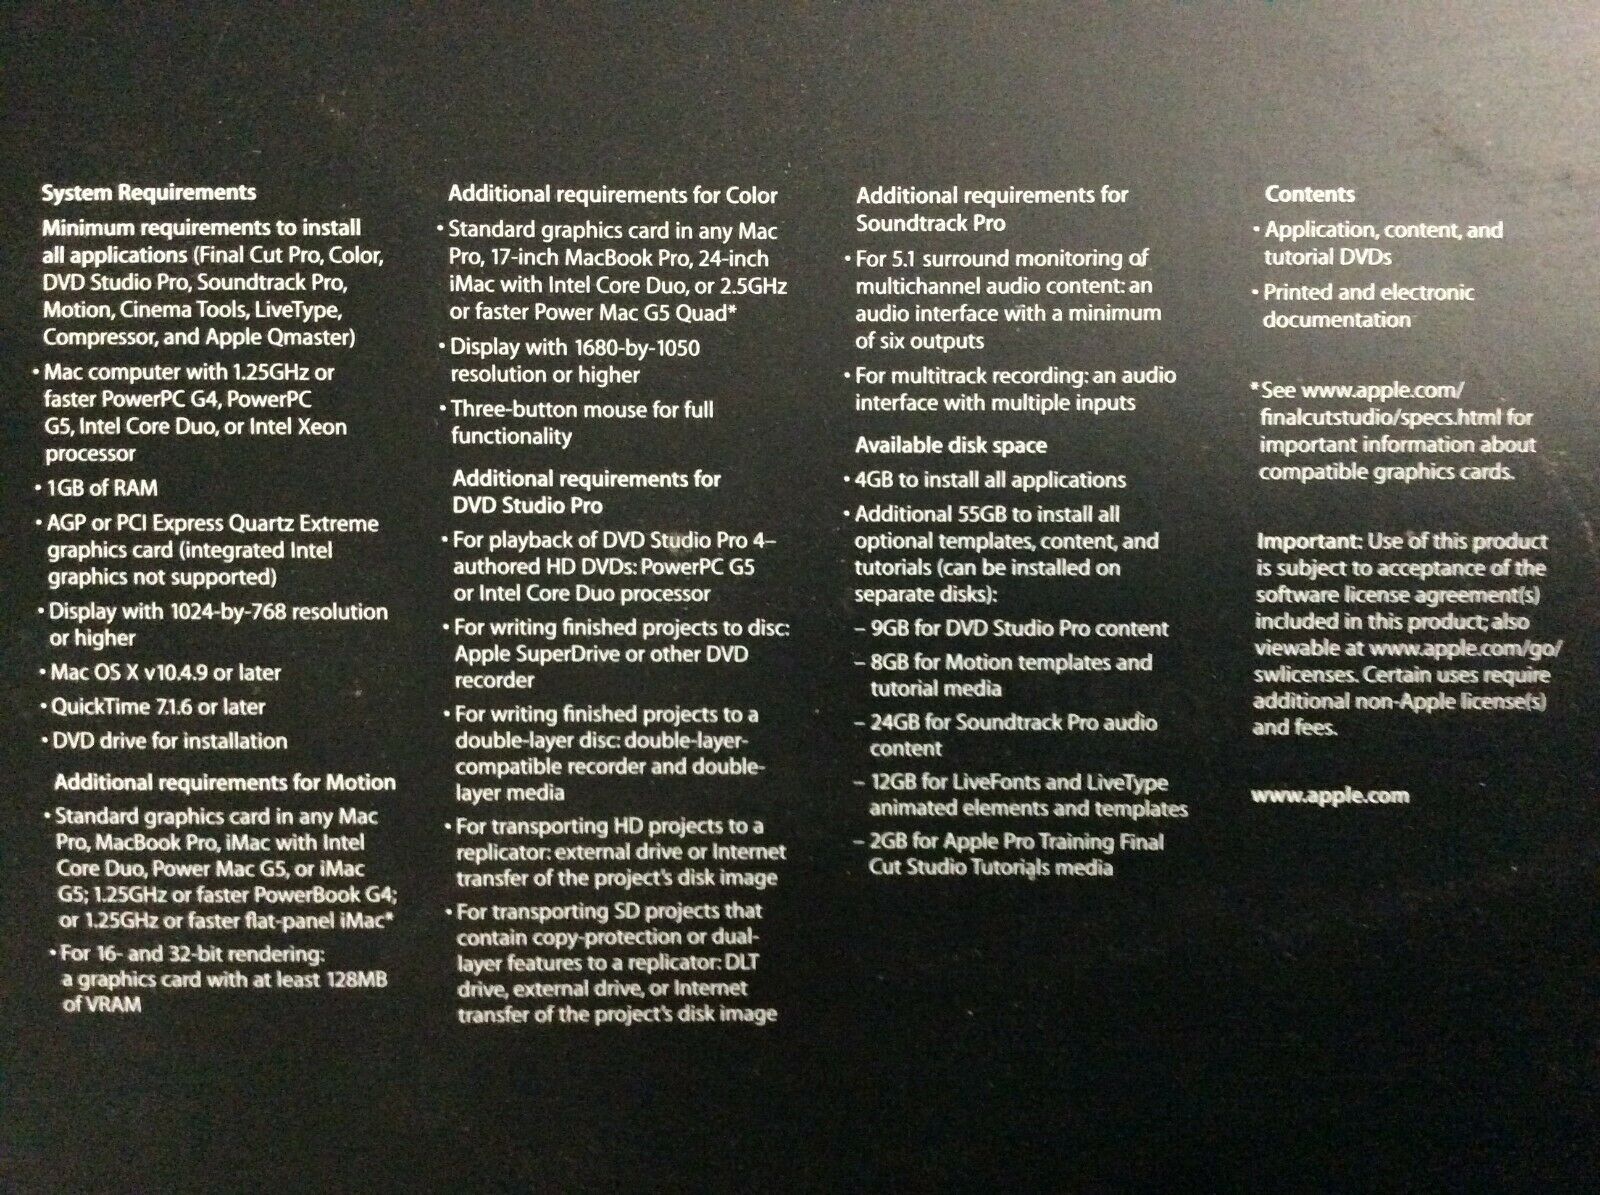 System Requirements
Minimum requirements to install
all applications (Final Cut Pro, Color,
DVD Studio Pro, Soundtrack Pro,
Motion, Cinema Tools, LiveType,
Compressor, and Apple Qmaster)
• Mac computer with 1.25GHz or
faster PowerPC G4, PowerPC
G5, Intel Core Duo, or Intel Xeon
processor
• 1GB of RAM
• AGP or PCI Express Quartz Extreme
graphics card (integrated Intel
graphics not supported)
• Display with 1024-by-768 resolution
or higher
• Mac OS X v10.4.9 or later
• QuickTime 7.1.6 or later
• DVD drive for installation
Additional requirements for Motion
• Standard graphics card in any Mac
Pro, MacBook Pro, iMac with Intel
Core Duo, Power Mac G5, or iMac
G5; 1.25GHz or faster PowerBook G4;
or 1.25GHz or faster flat-panel iMac*
• For 16- and 32-bit rendering:
a graphics card with at least 128MB
of VRAM
Additional requirements for Color
• Standard graphics card in any Mac
Pro, 17-inch MacBook Pro, 24-inch
iMac with Intel Core Duo, or 2.5GHz
or faster Power Mac G5 Quad*
• Display with 1680-by-1050
resolution or higher
• Three-button mouse for full
functionality
Additional requirements for
DVD Studio Pro
• For playback of DVD Studio Pro 4–
authored HD DVDs: PowerPC G5
or Intel Core Duo processor
• For writing finished projects to disc:
Apple SuperDrive or other DVD
recorder
• For writing finished projects to a
double-layer disc: double-layer-
compatible recorder and double-
layer media
• For transporting HD projects to a
replicator: external drive or Internet
transfer of the project's disk image
• For transporting SD projects that
contain copy-protection or dual-
layer features to a replicator: DLT
drive, external drive, or Internet
transfer of the project's disk image
Additional requirements for
Soundtrack Pro
• For 5.1 surround monitoring of
multichannel audio content: an
audio interface with a minimum
of six outputs
• For multitrack recording: an audio
interface with multiple inputs
Available disk space
• 4GB to install all applications
• Additional 55GB to install all
optional templates, content, and
tutorials (can be installed on
separate disks):
– 9GB for DVD Studio Pro content
– 8GB for Motion templates and
tutorial media
– 24GB for Soundtrack Pro audio
content
– 12GB for LiveFonts and LiveType
animated elements and templates
– 2GB for Apple Pro Training Final
Cut Studio Tutorials media
Contents
• Application, content, and
tutorial DVDs
• Printed and electronic
documentation
*See www.apple.com/
finalcutstudio/specs.html for
important information about
compatible graphics cards.
Important: Use of this product
is subject to acceptance of the
software license agreement(s)
included in this product; also
viewable at www.apple.com/go/
swlicenses. Certain uses require
additional non-Apple license(s)
and fees.
www.apple.com